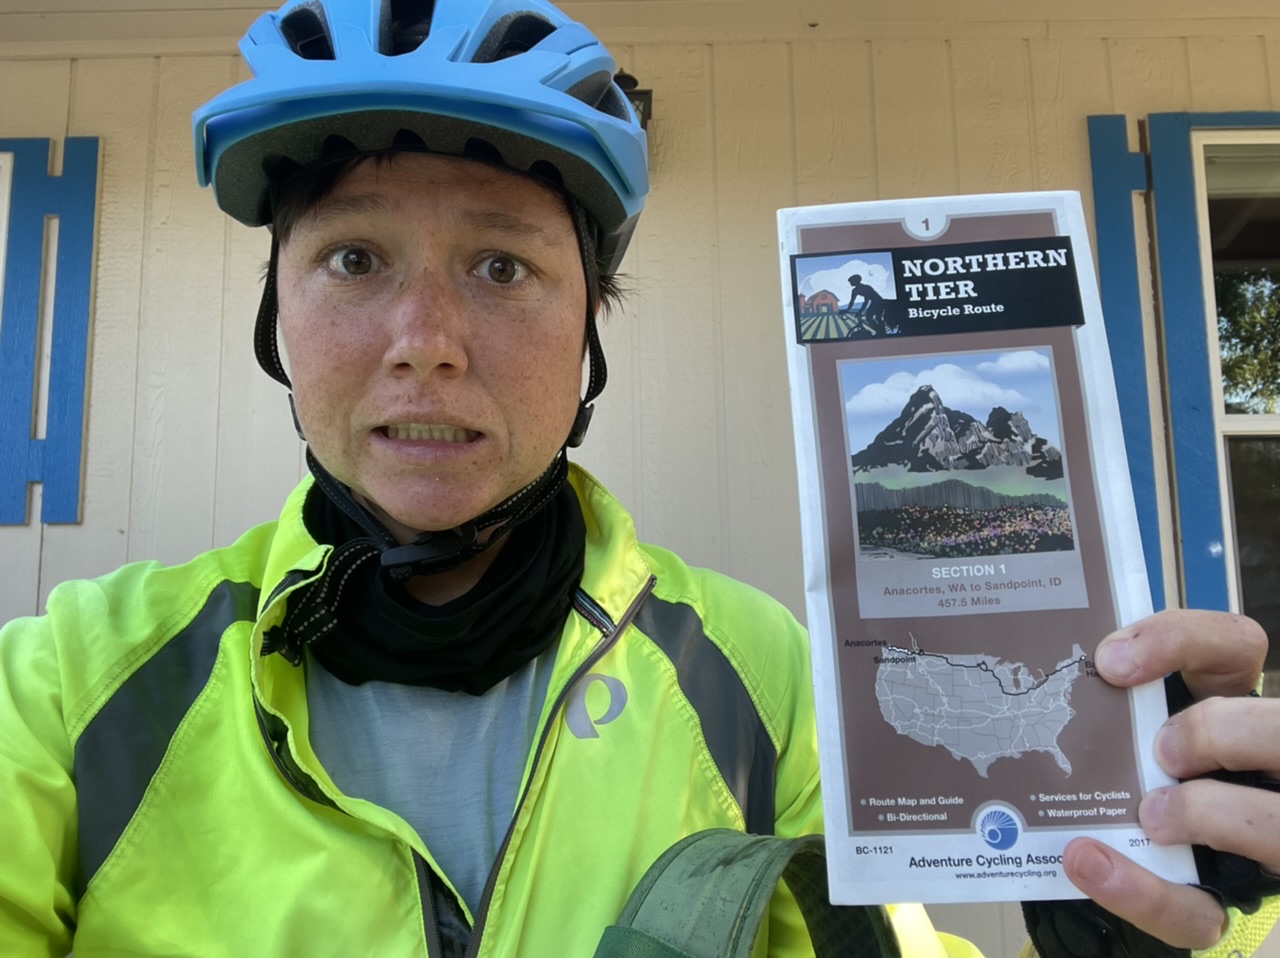 1
NORTHERN
TIER
Bicycle Route
SECTION 1
Anacortes, WA to Sandpoint, ID
457.5 Miles
Anacortes
Sandpoint
Route Map and Guide
Bi-Directional
Services for Cyclists
Waterproof Paper
BC-1121
2017
Adventure Cycling Assoc
www.adventurecycling.org